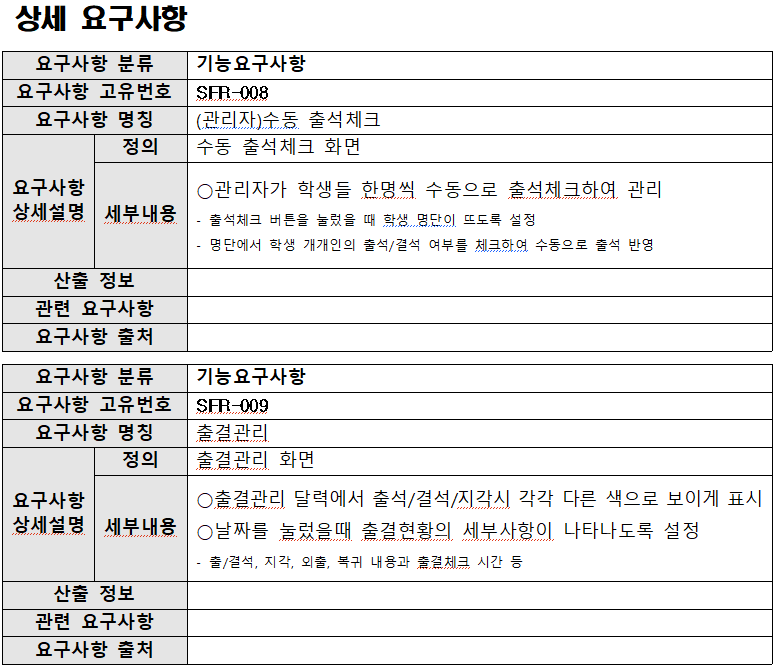 상세 요구사항
요구사항 분류 기능요구사항
요구사항 고유번호 SFR-008
요구사항 명칭 (관리자)수동 출석체크
요구사항 상세설명 정의 수동 출석체크 화면
세부내용 ○관리자가 학생들 한명씩 수동으로 출석체크하여 관리
- 출석체크 버튼을 눌렀을 때 학생 명단이 뜨도록 설정
- 명단에서 학생 개개인의 출석/결석 여부를 체크하여 수동으로 출석 반영
산출 정보
관련 요구사항
요구사항 출처
요구사항 분류 기능요구사항
요구사항 고유번호 SFR-009
요구사항 명칭 출결관리
요구사항 상세설명 정의 출결관리 화면
세부내용 ○출결관리 달력에서 출석/결석/지각시 각각 다른 색으로 보이게 표시
○날짜를 눌렀을때 출결현황의 세부사항이 나타나도록 설정
- 출/결석, 지각, 외출, 복귀 내용과 출결체크 시간 등
산출 정보
관련 요구사항
요구사항 출처